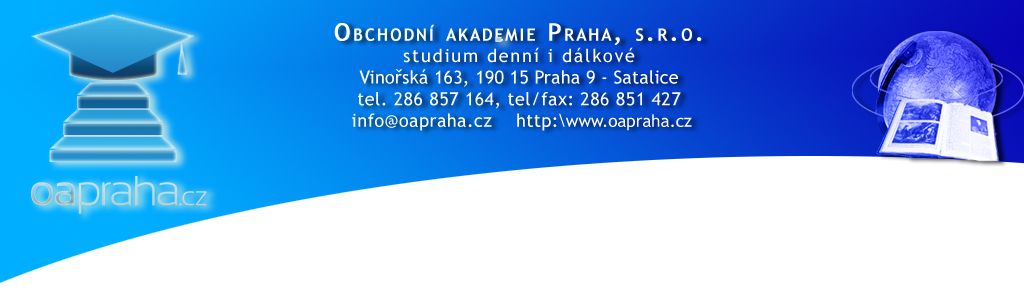 OBCHODNÍ AKADEMIE PRAHA, S.R.O.
studium denní i dálkové
Vinořská 163, 190 15 Praha 9 - Satalice
tel. 286 857 164, tel/fax: 286 851 427
info@oapraha.cz http:\www.oapraha.cz
oapraha.cz